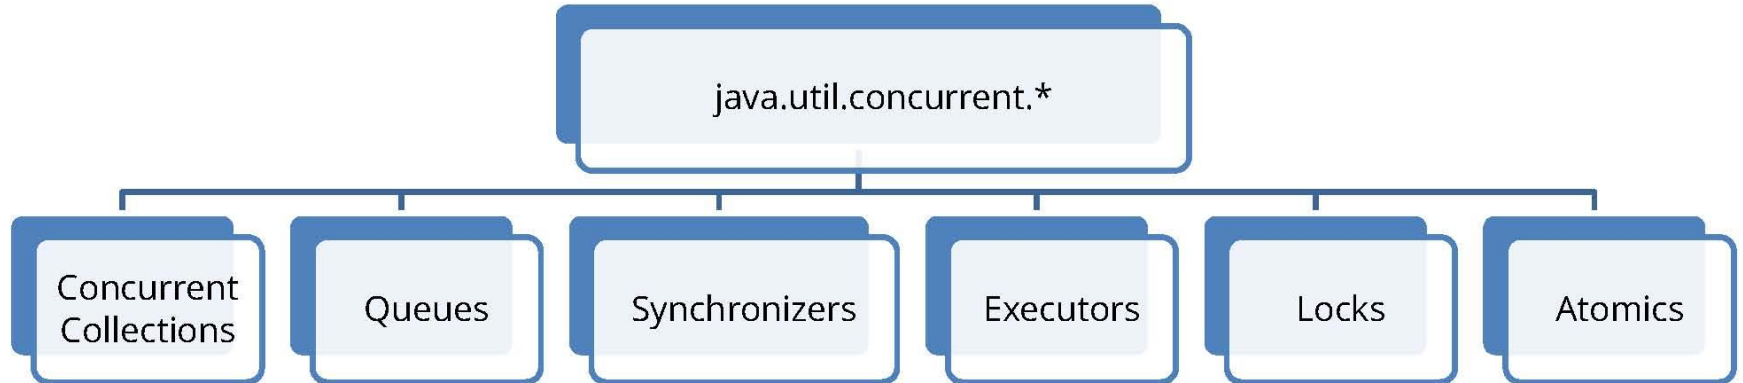 java.util.concurrent.*
Concurrent
Collections
Queues
Synchronizers
Executors
Locks
Atomics